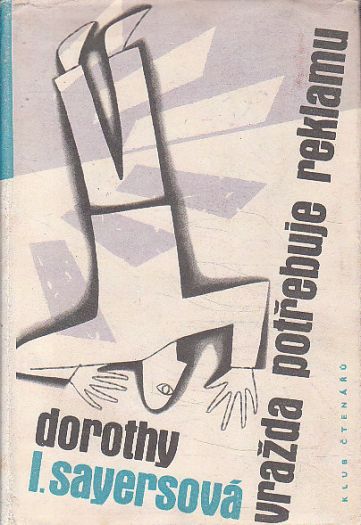 dorothy
l. sayersová
vražda potřebuje reklamu
KLUB ČTENÁŘŮ